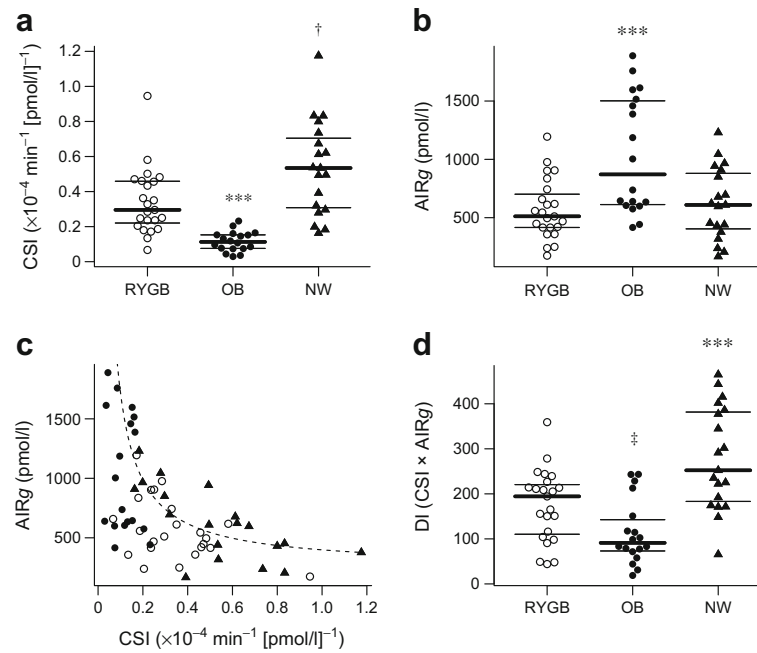 a
†
CSI (×10⁻⁴ min⁻¹ [pmol/l]⁻¹)
1.2
1.0
0.8
0.6
0.4
0.2
0
***
RYGB OB NW
b
***
AIRg (pmol/l)
1500
1000
500
RYGB OB NW
c
AIRg (pmol/l)
1500
1000
500
0 0.2 0.4 0.6 0.8 1.0 1.2
CSI (×10⁻⁴ min⁻¹ [pmol/l]⁻¹)
d
***
‡
DI (CSI × AIRg)
400
300
200
100
0
RYGB OB NW